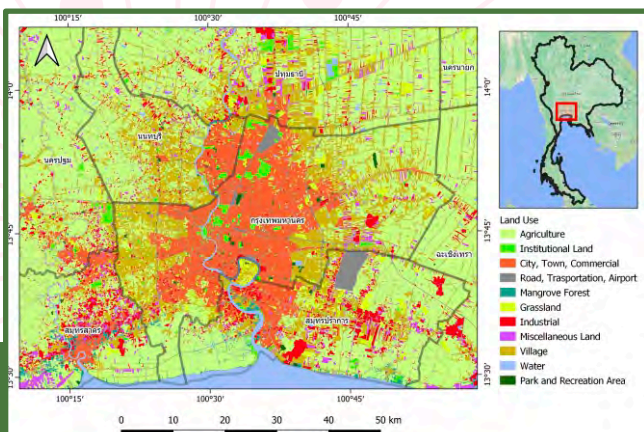 100°15'
100°30'
100°45'
14°0'
14°0'
13°45'
13°45'
13°30'
13°30'
ปทุมธานี
นครนายก
นนทบุรี
นครปฐม
กรุงเทพมหานคร
ฉะเชิงเทรา
สมุทรสาคร
สมุทรปราการ
100°15'
100°30'
100°45'
0
10
20
30
40
50 km
Land Use
Agriculture
Institutional Land
City, Town, Commercial
Road, Trasportation, Airport
Mangrove Forest
Grassland
Industrial
Miscellaneous Land
Village
Water
Park and Recreation Area